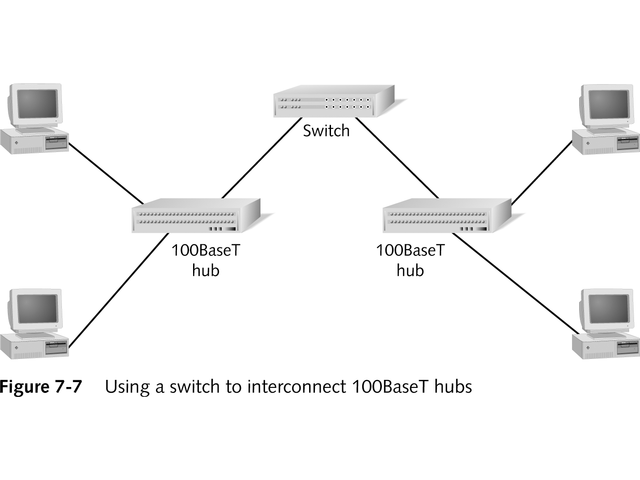 Switch
100BaseT
hub
100BaseT
hub
Figure 7-7 Using a switch to interconnect 100BaseT hubs